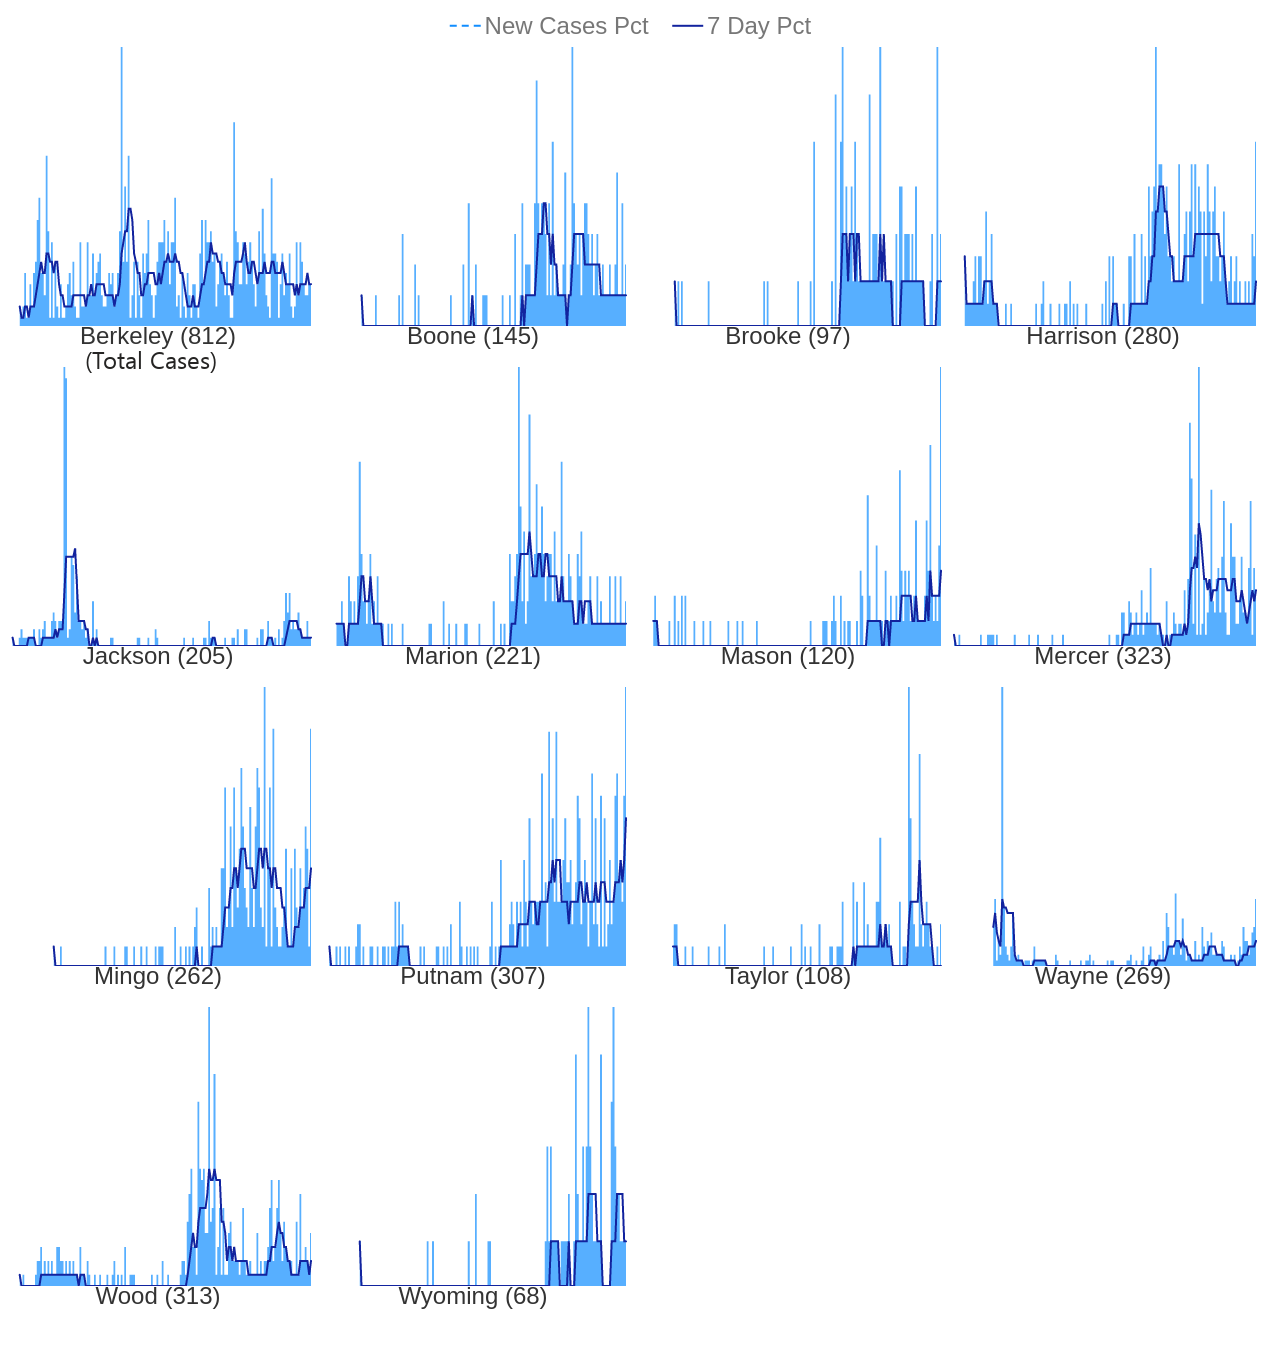 New Cases Pct 7 Day Pct
Berkeley (812) Boone (145) Brooke (97) Harrison (280)
(Total Cases)
Jackson (205) Marion (221) Mason (120) Mercer (323)
Mingo (262) Putnam (307) Taylor (108) Wayne (269)
Wood (313) Wyoming (68)